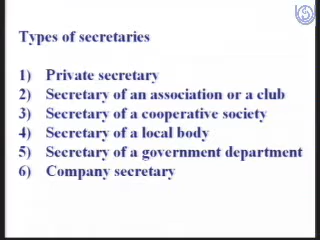 Types of secretaries
1) Private secretary
2) Secretary of an association or a club
3) Secretary of a cooperative society
4) Secretary of a local body
5) Secretary of a government department
6) Company secretary